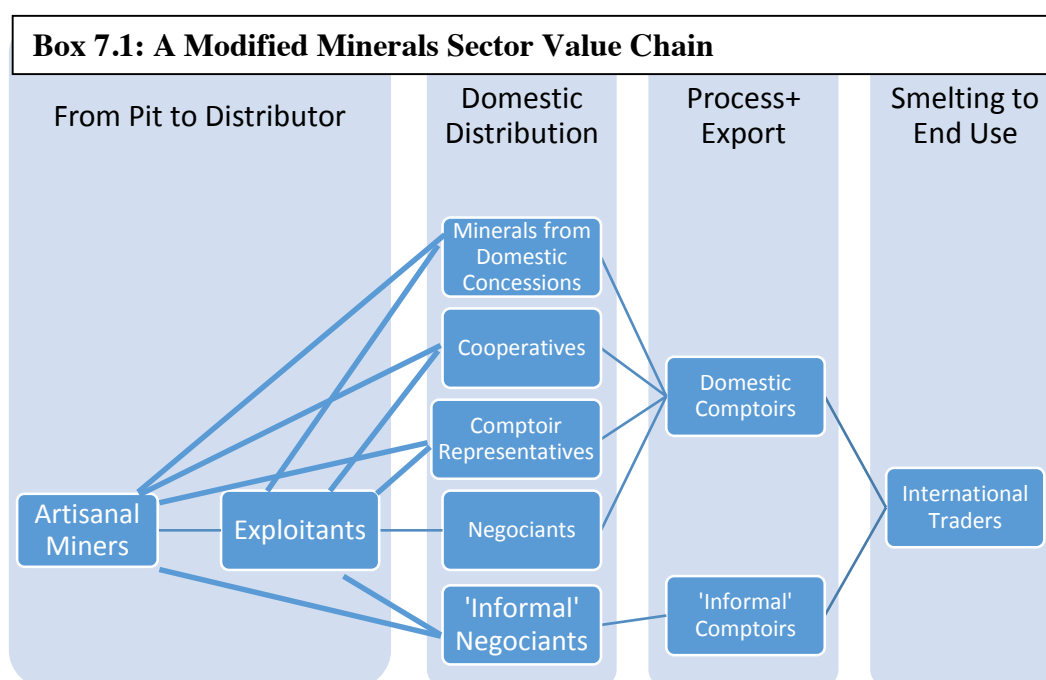 Box 7.1: A Modified Minerals Sector Value Chain
From Pit to Distributor
Domestic
Distribution
Process+
Export
Smelting to
End Use
Minerals from
Domestic
Concessions
Cooperatives
Comptoir
Representatives
Artisanal
Miners
Exploitants
Negociants
'Informal'
Negociants
Domestic
Comptoirs
'Informal'
Comptoirs
International
Traders